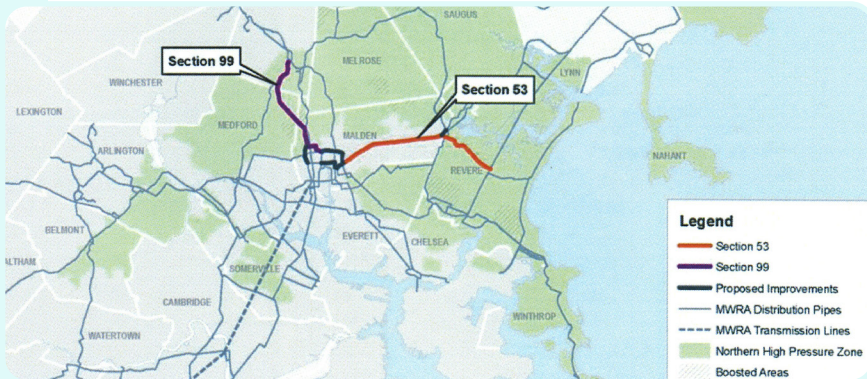 SAUGUS
Section 99
MELROSE
WINCHESTER
LYNN
Section 53
LEXINGTON
MEDFORD
MALDEN
ARLINGTON
NAHANT
REVERE
BELMONT
EVERETT
CHELSEA
ALTHAM
SOMERVILLE
CAMBRIDGE
WINTHROP
WATERTOWN
Legend
Section 53
Section 99
Proposed Improvements
MWRA Distribution Pipes
MWRA Transmission Lines
Northern High Pressure Zone
Boosted Areas